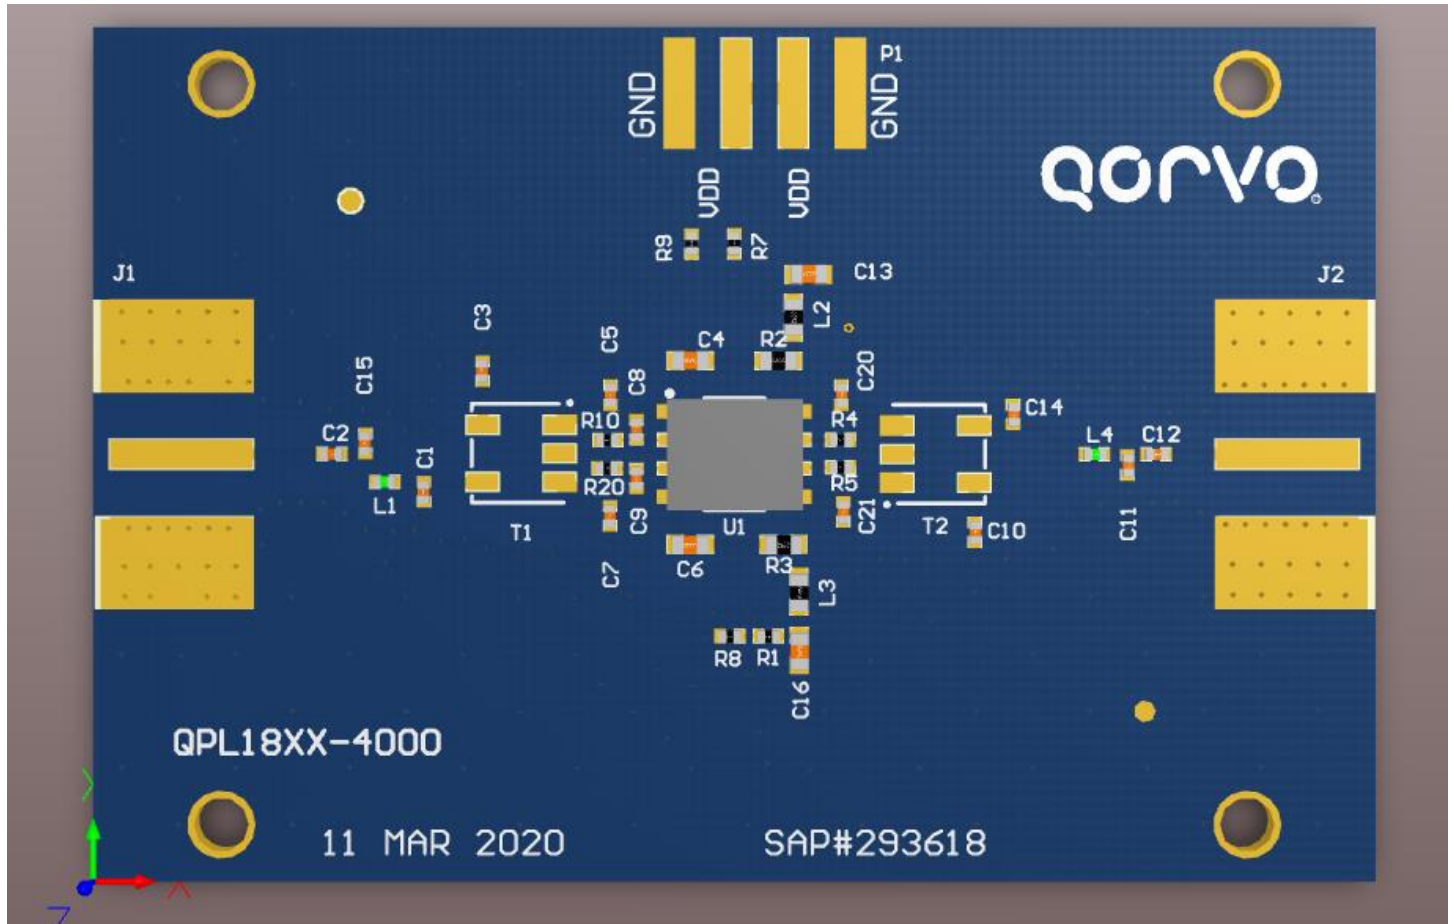 P1
GND
GND
QORVO
VDD
VDD
R9
R7
J1
C13
J2
C3
L2
C5
C4
R2
C15
C8
C20
C14
R10
R4
C2
C1
L4
C12
L1
R20
R5
T1
C9
U1
C21
T2
C10
C11
C7
C6
R3
L3
R8
R1
C16
QPL18XX-4000
11 MAR 2020
SAP#293618
X
Y
Z